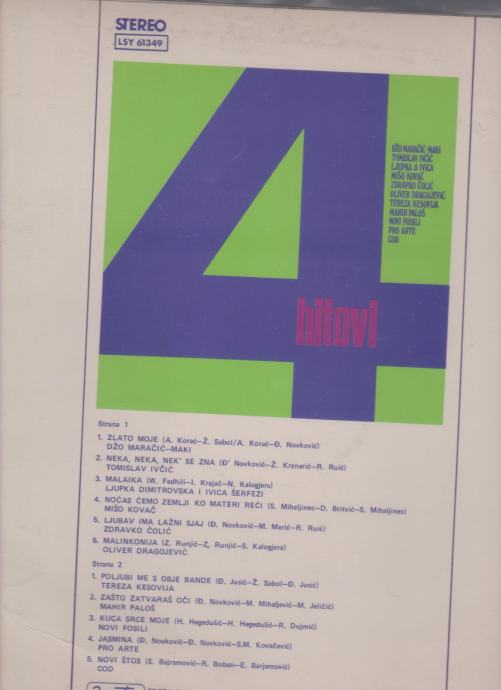 STEREO
LSY 61349
4
hitovi
DŽO MARAČIĆ MAKI
TOMISLAV IVČIĆ
LJUPKA & IVICA
MIŠO KOVAČ
ZDRAVKO ČOLIĆ
OLIVER DRAGOJEVIĆ
TEREZA KESOVIJA
MAHIR PALOŠ
NOVI FOSILI
PRO ARTE
COD
Strana 1
1. ZLATO MOJE (A. Korać—Ž. Sabol/A. Korać—Đ. Novković)
DŽO MARAČIĆ—MAKI
2. NEKA, NEKA, NEK' SE ZNA (Đ' Novković—Ž. Krznarić—R. Ruić)
TOMISLAV IVČIĆ
3. MALAIKA (W. Fadhili—I. Krajač—N. Kalogjera)
LJUPKA DIMITROVSKA I IVICA ŠERFEZI
4. NOĆAS ĆEMO ZEMLJI KO MATERI REĆI (S. Mihaljinec—D. Britvić—S. Mihaljinec)
MIŠO KOVAČ
5. LJUBAV IMA LAŽNI SJAJ (Đ. Novković—M. Marić—R. Ruić)
ZDRAVKO ČOLIĆ
6. MALINKONIJA (Z. Runjić—Z, Runjić—S. Kalogjera)
OLIVER DRAGOJEVIĆ
Strana 2
1. POLJUBI ME S OBJE BANDE (Đ. Jusić—Ž. Sabol—Đ. Jusić)
TEREZA KESOVIJA
2. ZAŠTO ZATVARAŠ OČI (Đ. Novković—M. Mihaljević—M. Jeličić)
MAHIR PALOŠ
3. KUCA SRCE MOJE (H. Hegedušić—H. Hegedušić—R. Dujmić)
NOVI FOSILI
4. JASMINA (Đ. Novković—Đ. Novković—S.M. Kovačević)
PRO ARTE
5. NOVI ŠTOS (E. Bajramović—R. Boban—E. Barjamović)
COD